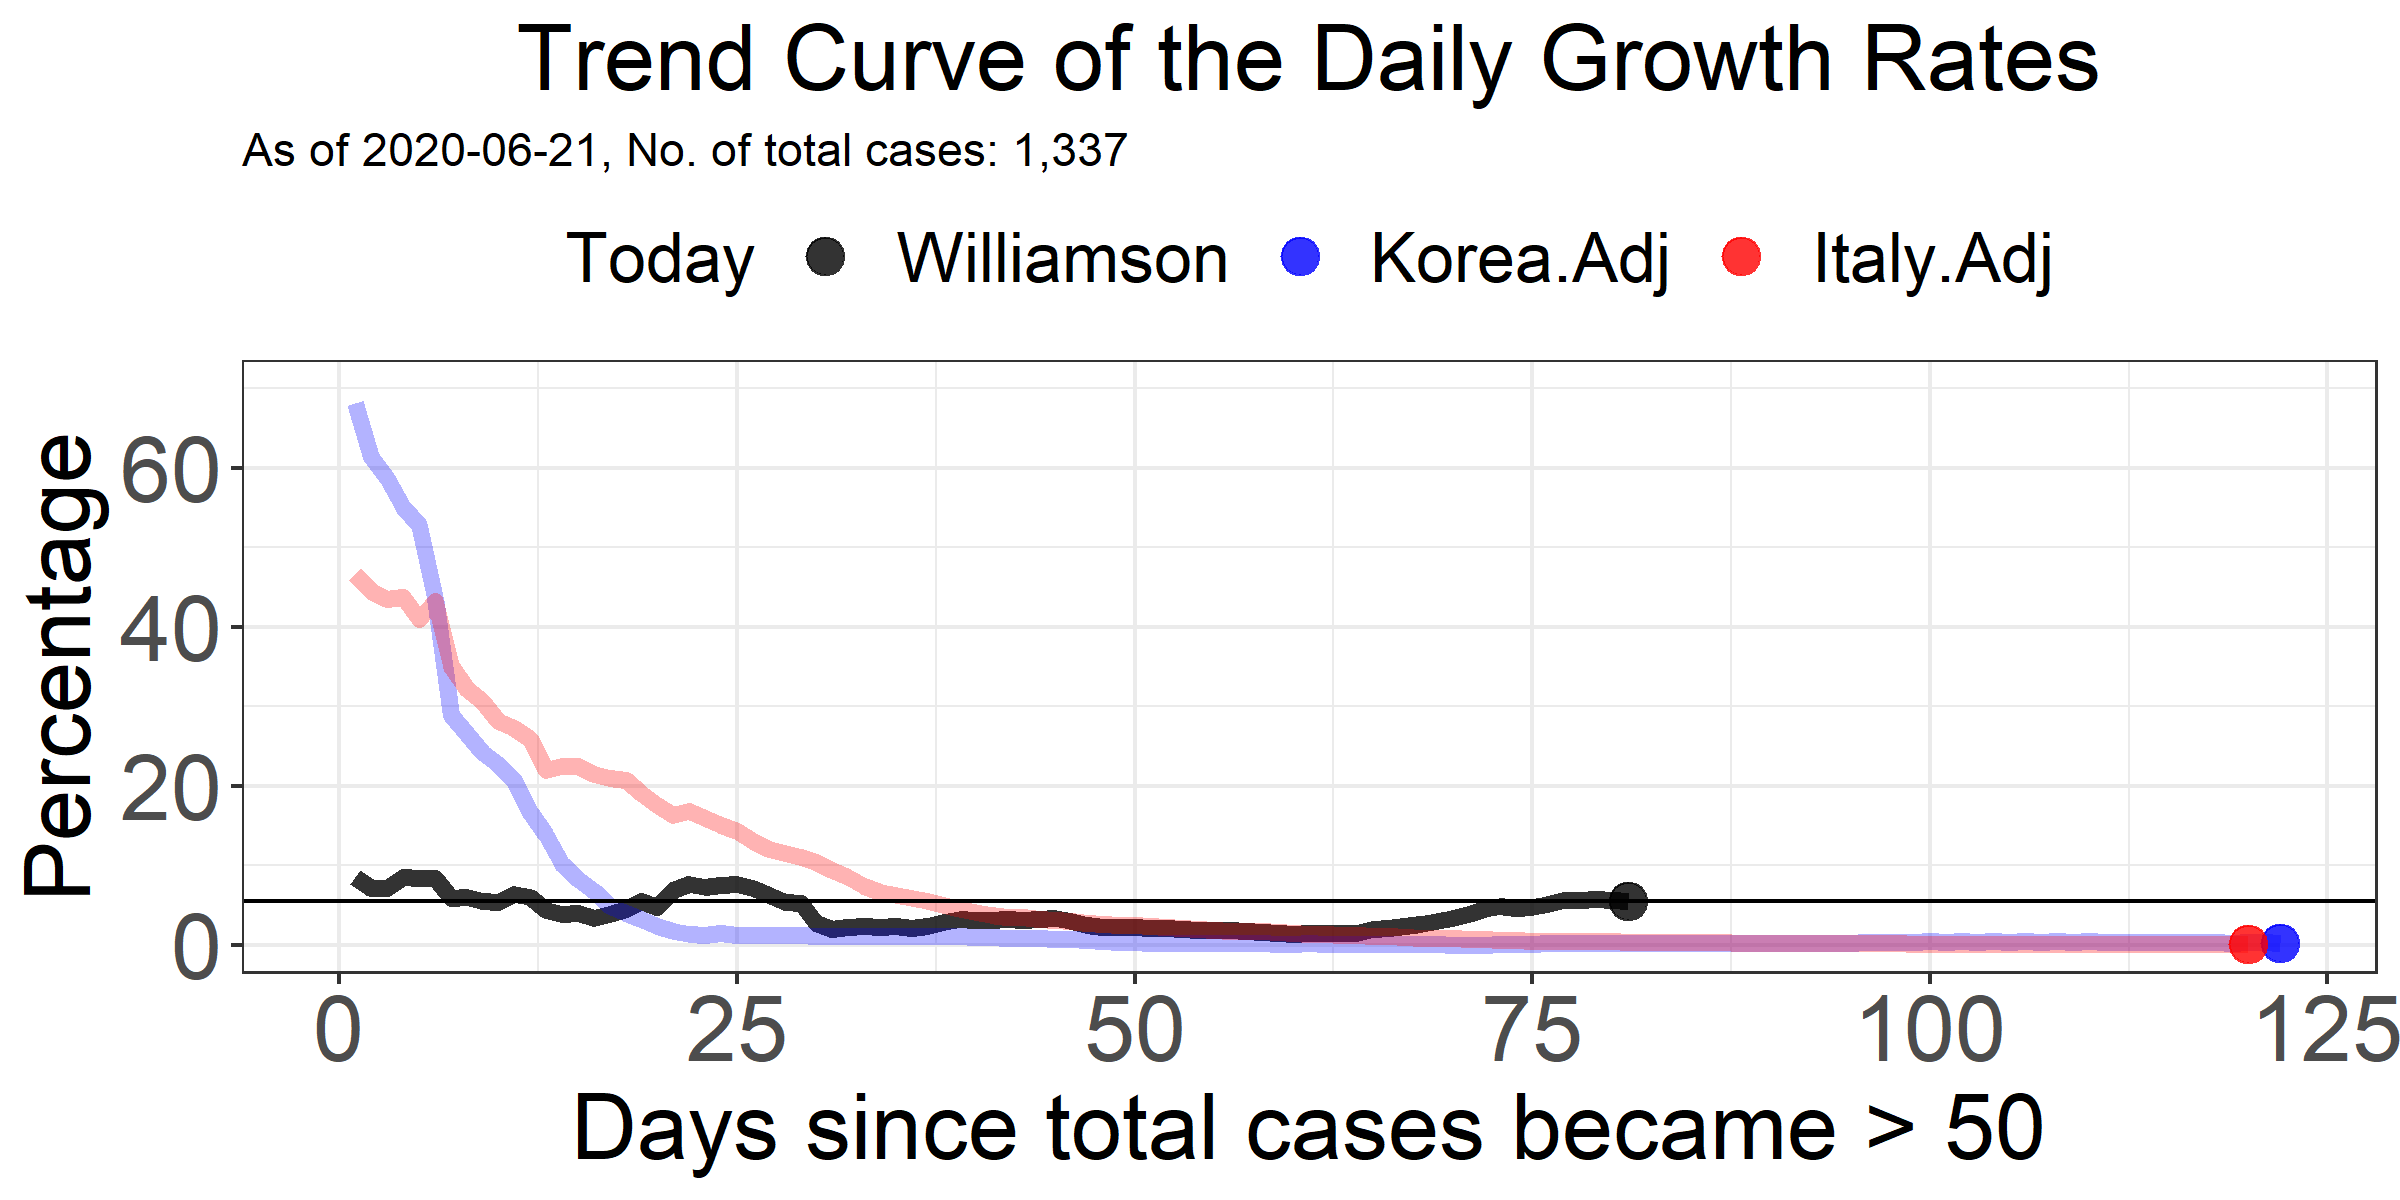 Trend Curve of the Daily Growth Rates
As of 2020-06-21, No. of total cases: 1,337
Today Williamson Korea.Adj Italy.Adj
Percentage
60
40
20
0
0 25 50 75 100 125
Days since total cases became > 50